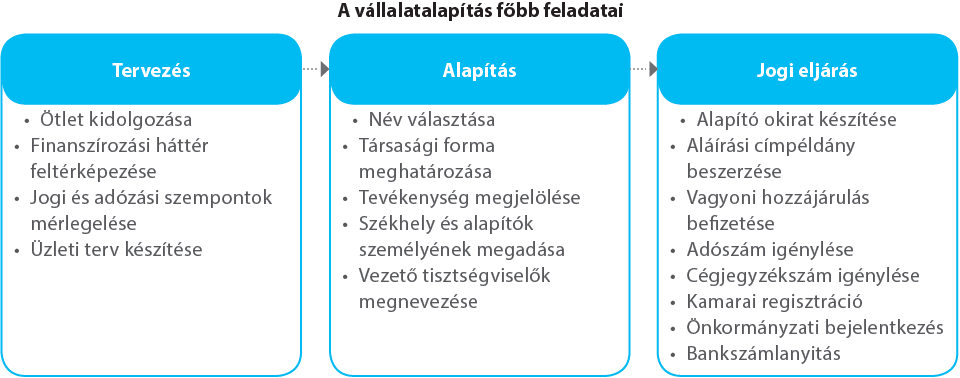 A vállalatalapítás főbb feladatai
Tervezés
• Ötlet kidolgozása
• Finanszírozási háttér
feltérképezése
• Jogi és adózási szempontok
mérlegelése
• Üzleti terv készítése
Alapítás
• Név választása
• Társasági forma
meghatározása
• Tevékenység megjelölése
• Székhely és alapítók
személyének megadása
• Vezető tisztségviselők
megnevezése
Jogi eljárás
• Alapító okirat készítése
• Aláírási címpéldány
beszerzése
• Vagyoni hozzájárulás
befizetése
• Adószám igénylése
• Cégjegyzékszám igénylése
• Kamarai regisztráció
• Önkormányzati bejelentkezés
• Bankszámlanyitás